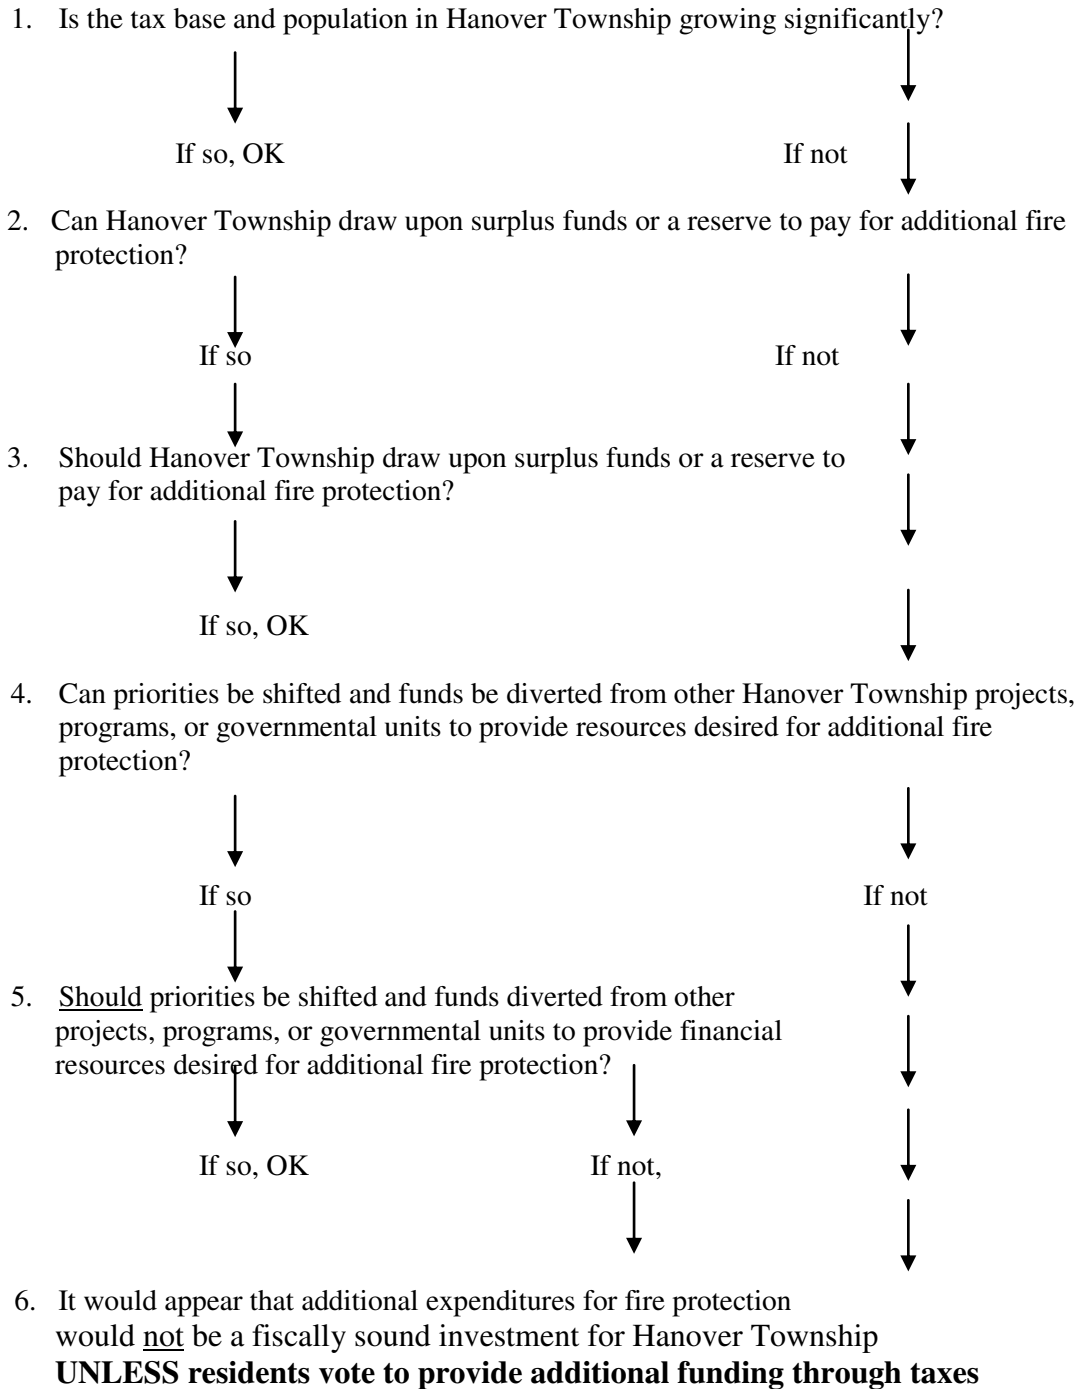 1. Is the tax base and population in Hanover Township growing significantly?
If so, OK If not
2. Can Hanover Township draw upon surplus funds or a reserve to pay for additional fire
protection?
If so If not
3. Should Hanover Township draw upon surplus funds or a reserve to
pay for additional fire protection?
If so, OK
4. Can priorities be shifted and funds be diverted from other Hanover Township projects,
programs, or governmental units to provide resources desired for additional fire
protection?
If so If not
5. Should priorities be shifted and funds diverted from other
projects, programs, or governmental units to provide financial
resources desired for additional fire protection?
If so, OK If not,
6. It would appear that additional expenditures for fire protection
would not be a fiscally sound investment for Hanover Township
UNLESS residents vote to provide additional funding through taxes